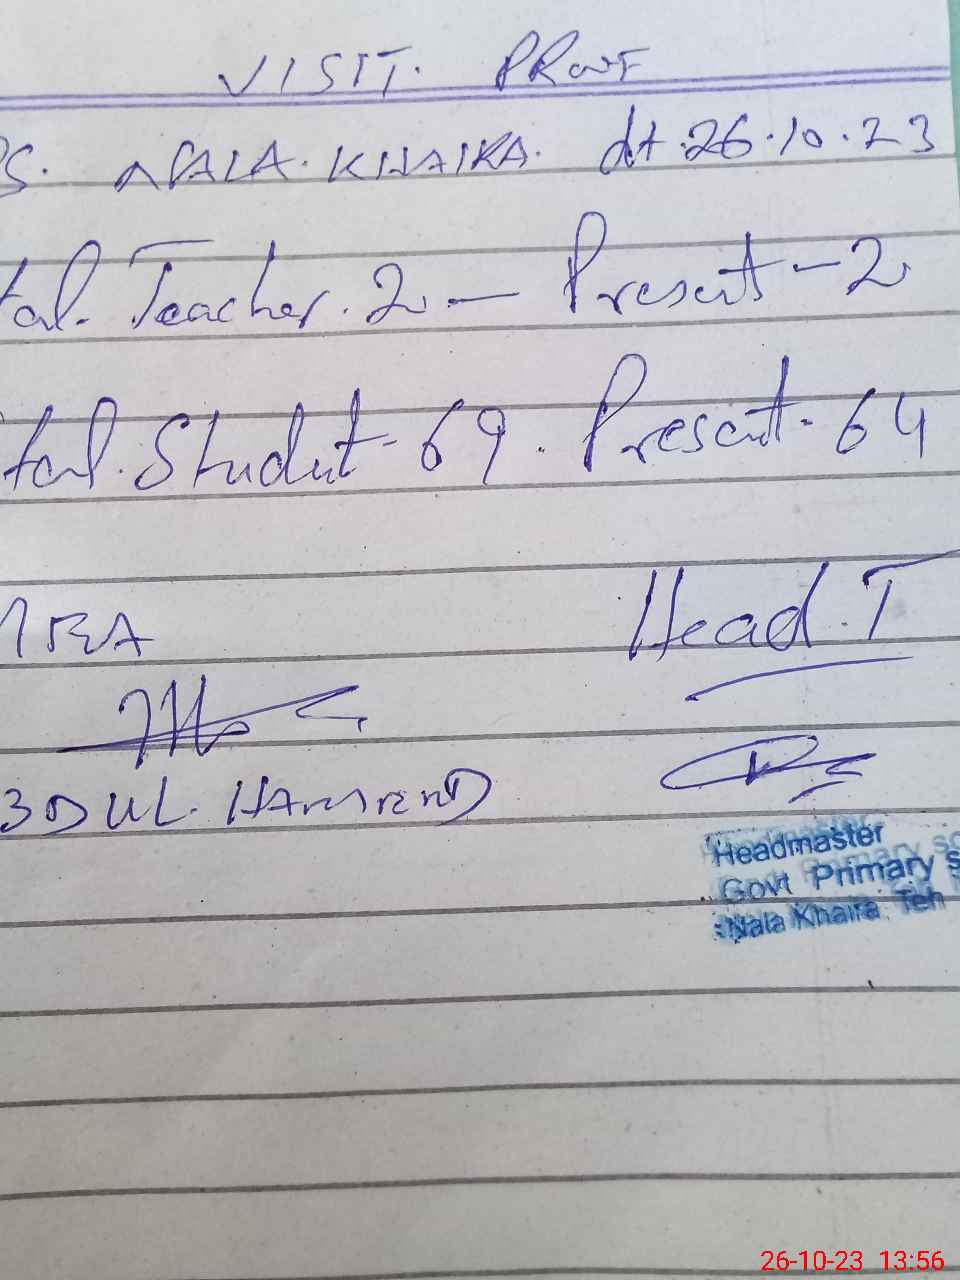 VISIT. PROOF
PS. NALA. KHAIRA. dt. 26.10.23
tal. Teacher. 2 — Present - 2
tal. Student - 69. Present - 64
Head. T
BDUL. HAMEED
Headmaster
Govt Primary
Nala Khaira Teh
26-10-23 13:56